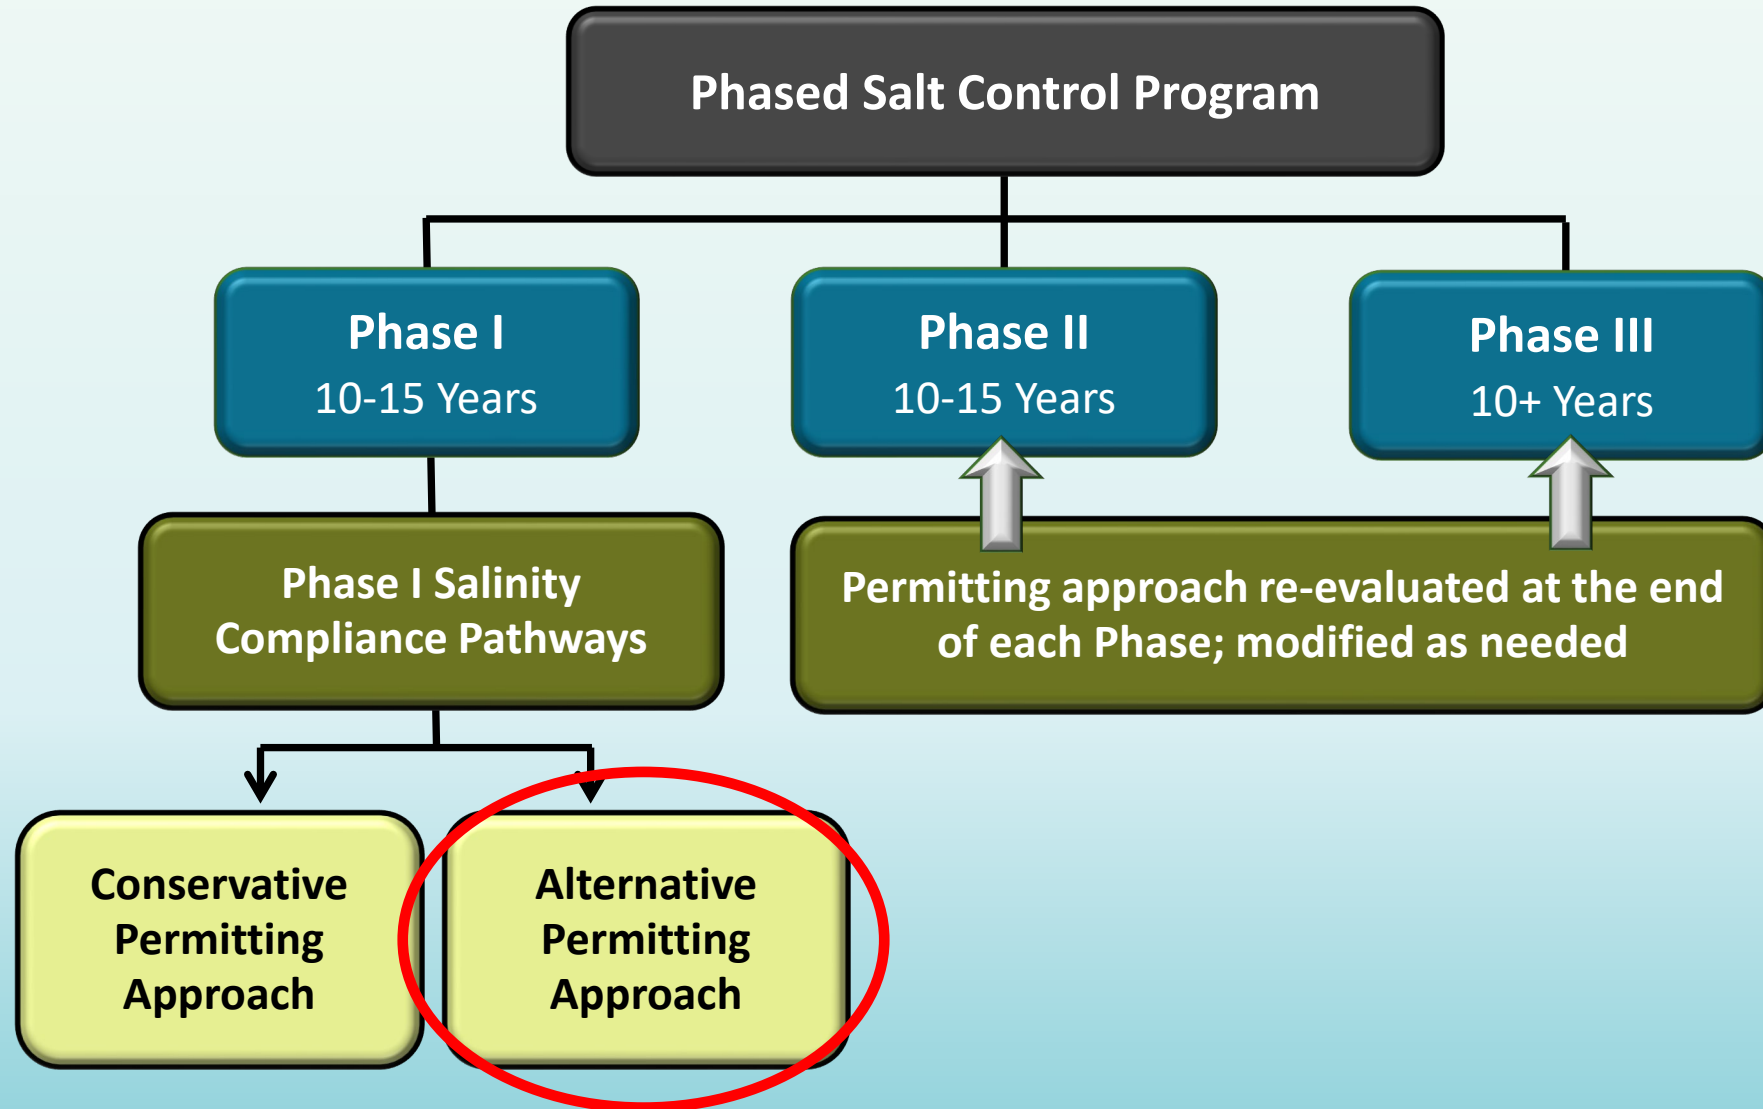 Phased Salt Control Program
Phase I
10-15 Years
Phase II
10-15 Years
Phase III
10+ Years
Phase I Salinity
Compliance Pathways
Permitting approach re-evaluated at the end
of each Phase; modified as needed
Conservative
Permitting
Approach
Alternative
Permitting
Approach